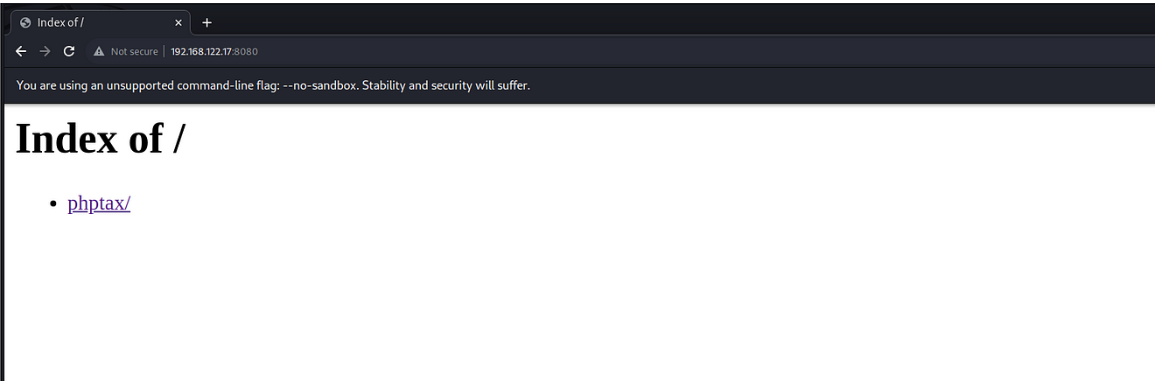 Index of /
Not secure 192.168.122.17:8080
You are using an unsupported command-line flag: --no-sandbox. Stability and security will suffer.
Index of /
• phptax/